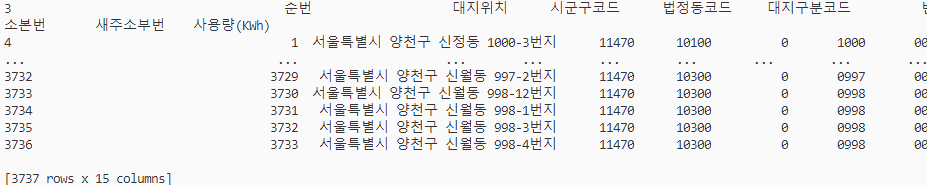 3 순번 대지위치 시군구코드 법정동코드 대지구분코드
소본번 새주소부번 사용량(KWh)
4 1 서울특별시 양천구 신정동 1000-3번지 11470 10100 0 1000 00
... ... ... ... ... ... ...
3732 3729 서울특별시 양천구 신월동 997-2번지 11470 10300 0 0997 00
3733 3730 서울특별시 양천구 신월동 998-12번지 11470 10300 0 0998 00
3734 3731 서울특별시 양천구 신월동 998-1번지 11470 10300 0 0998 00
3735 3732 서울특별시 양천구 신월동 998-3번지 11470 10300 0 0998 00
3736 3733 서울특별시 양천구 신월동 998-4번지 11470 10300 0 0998 00
[3737 rows x 15 columns]